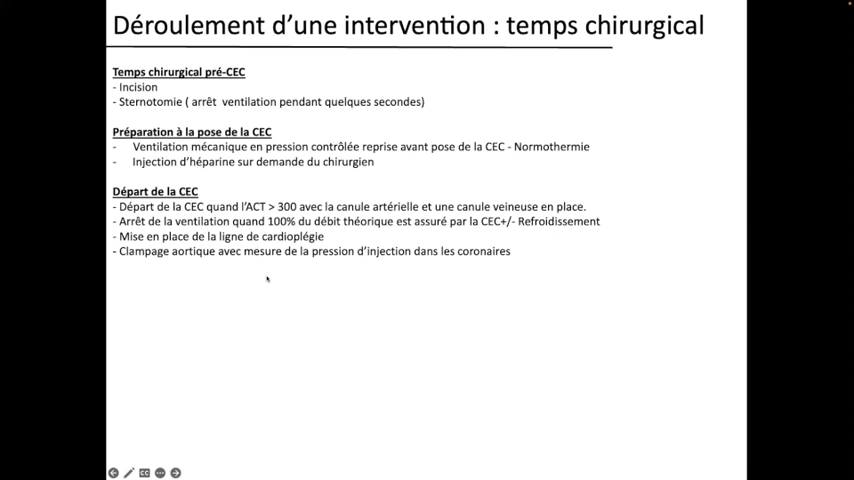 Déroulement d’une intervention : temps chirurgical
Temps chirurgical pré-CEC
- Incision
- Sternotomie ( arrêt  ventilation pendant quelques secondes)
Préparation à la pose de la CEC
- Ventilation mécanique en pression contrôlée reprise avant pose de la CEC - Normothermie
- Injection d’héparine sur demande du chirurgien
Départ de la CEC
- Départ de la CEC quand l’ACT > 300 avec la canule artérielle et une canule veineuse en place.
- Arrêt de la ventilation quand 100% du débit théorique est assuré par la CEC+/- Refroidissement
- Mise en place de la ligne de cardioplégie
- Clampage aortique avec mesure de la pression d’injection dans les coronaires